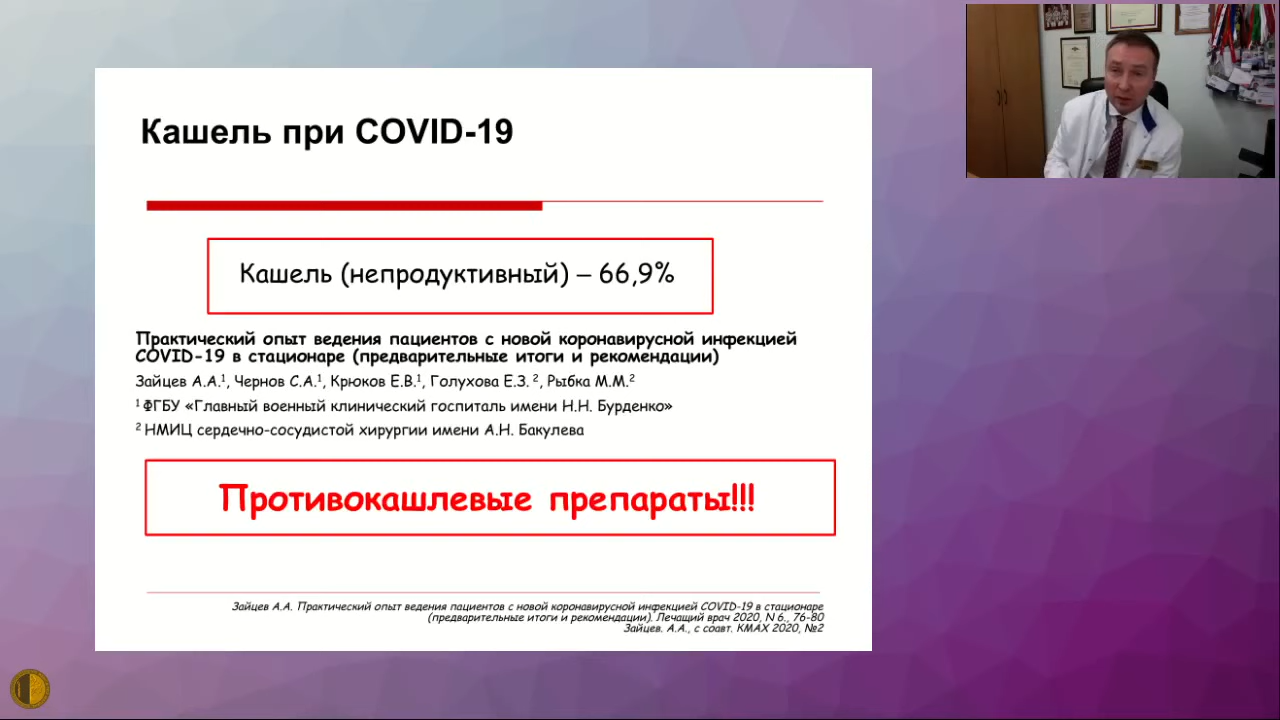 Кашель при COVID-19
Кашель (непродуктивный) – 66,9%
Практический опыт ведения пациентов с новой коронавирусной инфекцией
COVID-19 в стационаре (предварительные итоги и рекомендации)
Зайцев А.А.¹, Чернов С.А.¹, Крюков Е.В.¹, Голухова Е.З. ², Рыбка М.М.²
¹ ФГБУ «Главный военный клинический госпиталь имени Н.Н. Бурденко»
² НМИЦ сердечно-сосудистой хирургии имени А.Н. Бакулева
Противокашлевые препараты!!!
Зайцев А.А. Практический опыт ведения пациентов с новой коронавирусной инфекцией COVID-19 в стационаре
(предварительные итоги и рекомендации). Лечащий врач 2020, N 6., 76-80
Зайцев. А.А., с соавт. КМАХ 2020, №2